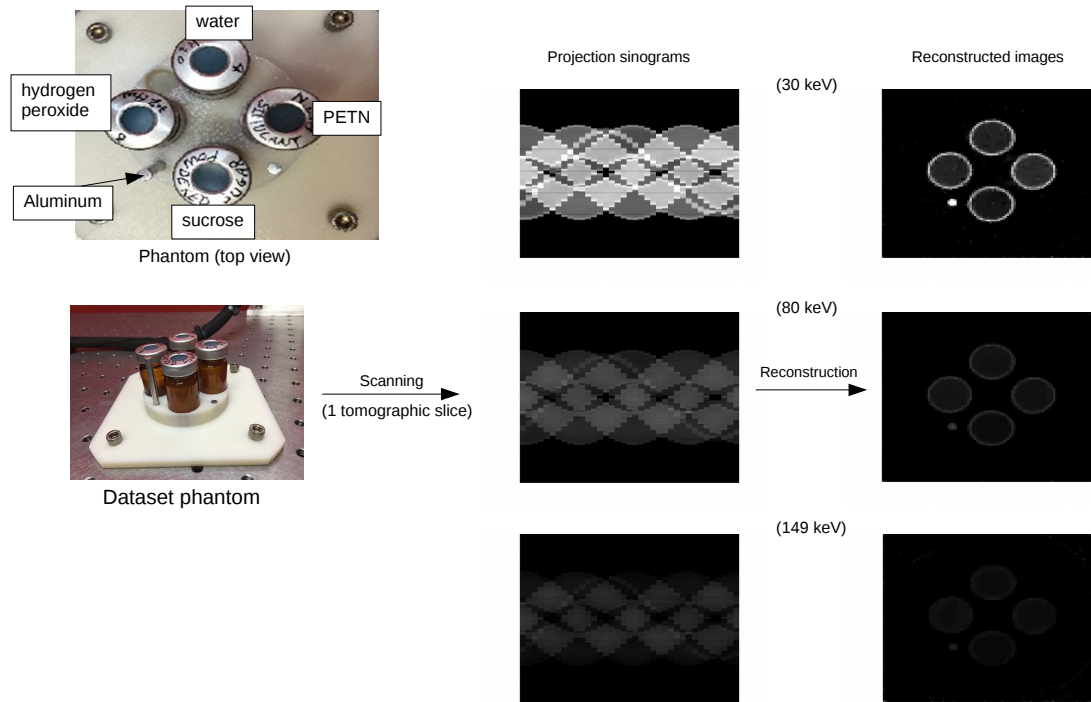 water
hydrogen
peroxide
PETN
STIMULANT
Aluminum
sucrose
Phantom (top view)
Dataset phantom
Scanning
(1 tomographic slice)
Projection sinograms
Reconstructed images
(30 keV)
(80 keV)
Reconstruction
(149 keV)